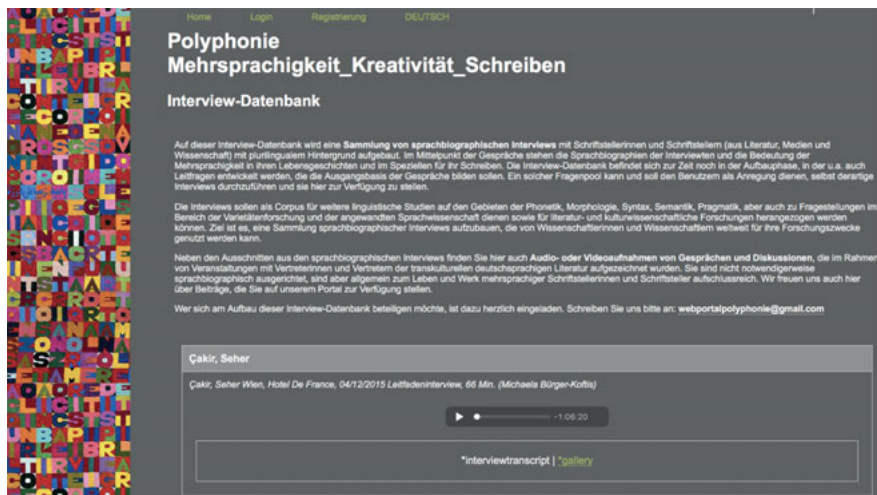 Home Login Registrierung DEUTSCH
Polyphonie
Mehrsprachigkeit_Kreativität_Schreiben
Interview-Datenbank
Auf dieser Interview-Datenbank wird eine Sammlung von sprachbiographischen Interviews mit Schriftstellerinnen und Schriftstellern (aus Literatur, Medien und
Wissenschaft) mit plurilingualem Hintergrund aufgebaut. Im Mittelpunkt der Gespräche stehen die Sprachbiographien der Interviewten und die Bedeutung der
Mehrsprachigkeit in ihren Lebensgeschichten und im Speziellen für ihr Schreiben. Die Interview-Datenbank befindet sich zur Zeit noch in der Aufbauphase, in der u.a. auch
Leitfragen entwickelt werden, die die Ausgangsbasis der Gespräche bilden sollen. Ein solcher Fragenpool kann und soll den Benutzern als Anregung dienen, selbst derartige
Interviews durchzuführen und sie hier zur Verfügung zu stellen.
Die Interviews sollen als Corpus für weitere linguistische Studien auf den Gebieten der Phonetik, Morphologie, Syntax, Semantik, Pragmatik, aber auch zu Fragestellungen im
Bereich der Varietätenforschung und der angewandten Sprachwissenschaft dienen sowie für literatur- und kulturwissenschaftliche Forschungen herangezogen werden
können. Ziel ist es, eine Sammlung sprachbiographischer Interviews aufzubauen, die von Wissenschaftlerinnen und Wissenschaftlern weltweit für ihre Forschungszwecke
genutzt werden kann.
Neben den Ausschnitten aus den sprachbiographischen Interviews finden Sie hier auch Audio- oder Videoaufnahmen von Gesprächen und Diskussionen, die im Rahmen
von Veranstaltungen mit Vertreterinnen und Vertretern der transkulturellen deutschsprachigen Literatur aufgezeichnet wurden. Sie sind nicht notwendigerweise
sprachbiographisch ausgerichtet, sind aber allgemein zum Leben und Werk mehrsprachiger Schriftstellerinnen und Schriftsteller aufschlussreich. Wir freuen uns auch hier
über Beiträge, die Sie auf unserem Portal zur Verfügung stellen.
Wer sich am Aufbau dieser Interview-Datenbank beteiligen möchte, ist dazu herzlich eingeladen. Schreiben Sie uns bitte an: webportalpolyphonie@gmail.com
Çakir, Seher
Çakir, Seher Wien, Hotel De France, 04/12/2015 Leitfadeninterview, 66 Min. (Michaela Bürger-Koftis)
-1:06:20
*interviewtranscript | *gallery